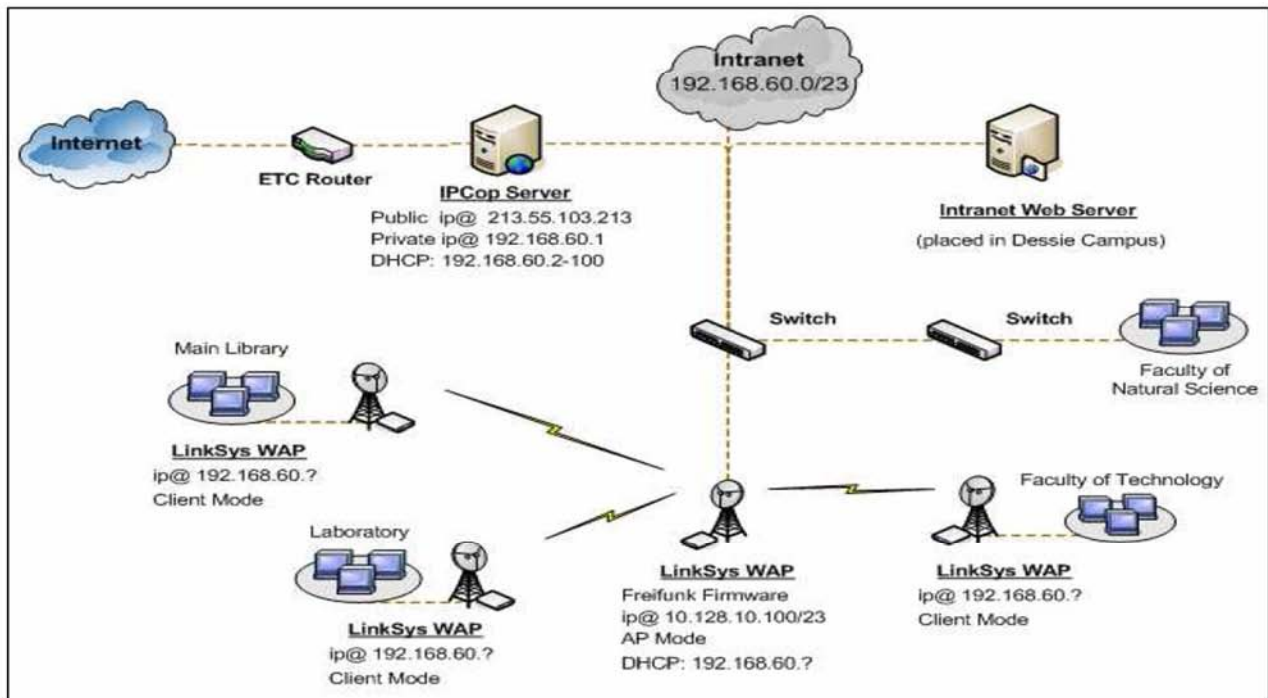 Intranet
192.168.60.0/23
Internet
ETC Router
IPCop Server
Public ip@ 213.55.103.213
Private ip@ 192.168.60.1
DHCP: 192.168.60.2-100
Intranet Web Server
(placed in Dessie Campus)
Switch
Switch
Faculty of
Natural Science
Main Library
LinkSys WAP
ip@ 192.168.60.?
Client Mode
Laboratory
LinkSys WAP
ip@ 192.168.60.?
Client Mode
LinkSys WAP
Freifunk Firmware
ip@ 10.128.10.100/23
AP Mode
DHCP: 192.168.60.?
Faculty of Technology
LinkSys WAP
ip@ 192.168.60.?
Client Mode